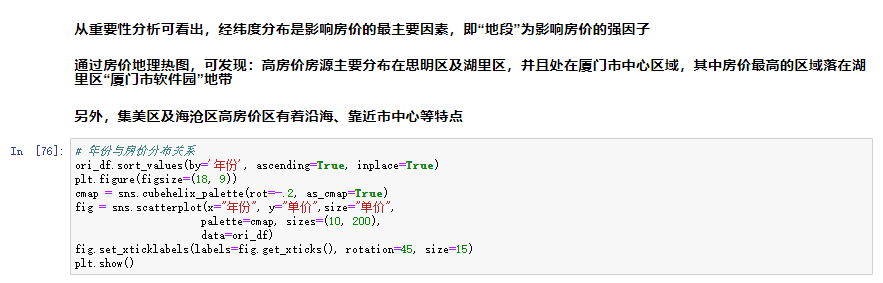 从重要性分析可看出，经纬度分布是影响房价的最主要因素，即“地段”为影响房价的强因子
通过房价地理热图，可发现：高房价房源主要分布在思明区及湖里区，并且处在厦门市中心区域，其中房价最高的区域落在湖
里区“厦门市软件园”地带
另外，集美区及海沧区高房价区有着沿海、靠近市中心等特点
In [76]: # 年份与房价分布关系
ori_df.sort_values(by='年份', ascending=True, inplace=True)
plt.figure(figsize=(18, 9))
cmap = sns.cubehelix_palette(rot=-.2, as_cmap=True)
fig = sns.scatterplot(x="年份", y="单价",size="单价",
palette=cmap, sizes=(10, 200),
data=ori_df)
fig.set_xticklabels(labels=fig.get_xticks(), rotation=45, size=15)
plt.show()